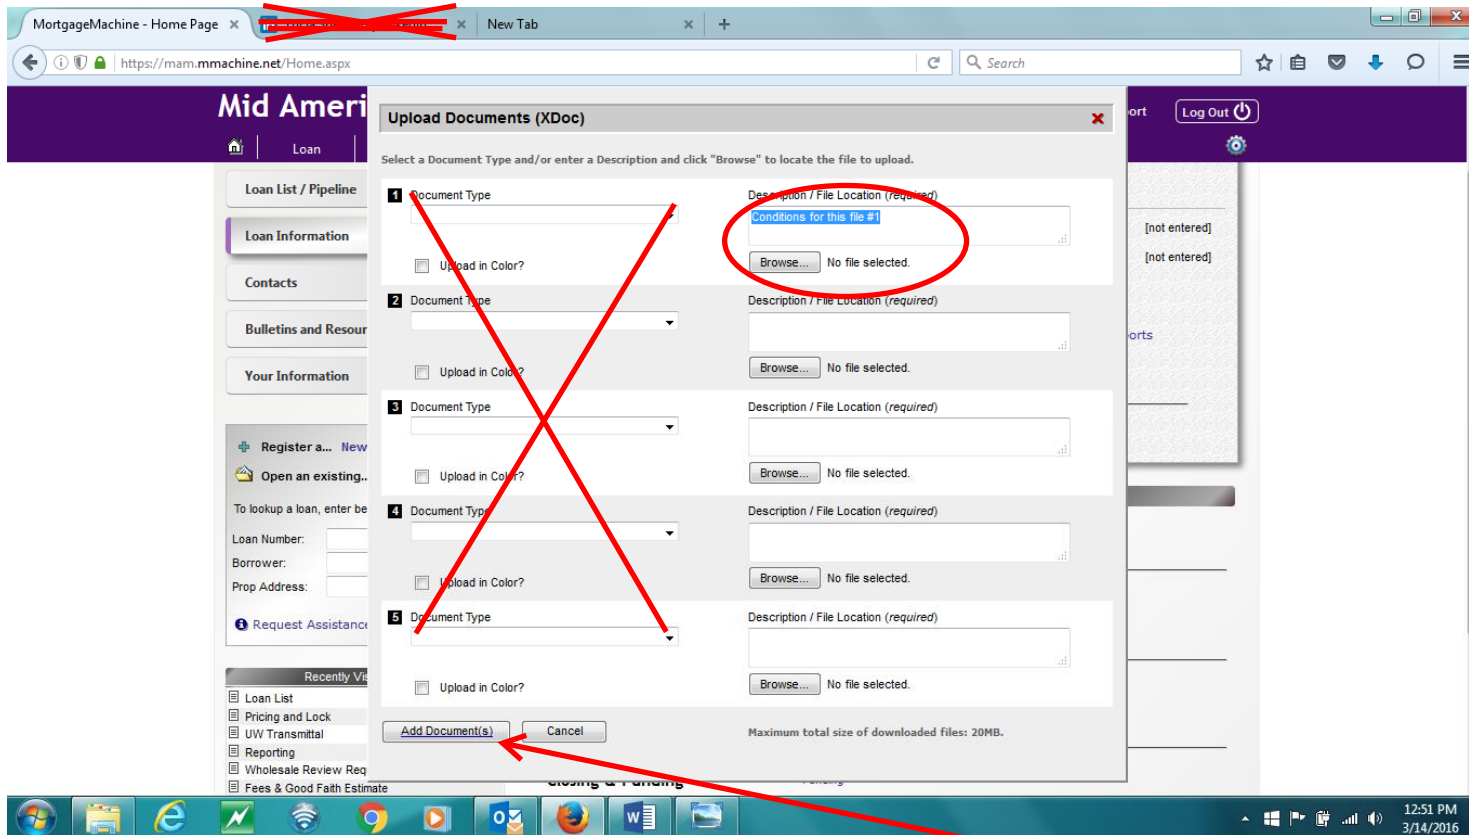 MortgageMachine - Home Page
New Tab
https://mam.mmachine.net/Home.aspx
Search
Mid Ameri
ort
Log Out
Loan
Upload Documents (XDoc)
Select a Document Type and/or enter a Description and click "Browse" to locate the file to upload.
Loan List / Pipeline
Loan Information
Contacts
Bulletins and Resour
Your Information
Register a... New
Open an existing..
To lookup a loan, enter be
Loan Number:
Borrower:
Prop Address:
Request Assistance
Recently Vis
Loan List
Pricing and Lock
UW Transmittal
Reporting
Wholesale Review Req
Fees & Good Faith Estimate
1 Document Type
Description / File Location (required)
Conditions for this file #1
Upload in Color?
Browse... No file selected.
2 Document Type
Description / File Location (required)
Upload in Color?
Browse... No file selected.
3 Document Type
Description / File Location (required)
Upload in Color?
Browse... No file selected.
4 Document Type
Description / File Location (required)
Upload in Color?
Browse... No file selected.
5 Document Type
Description / File Location (required)
Upload in Color?
Browse... No file selected.
Add Document(s)
Cancel
Maximum total size of downloaded files: 20MB.
[not entered]
[not entered]
orts
12:51 PM
3/14/2016